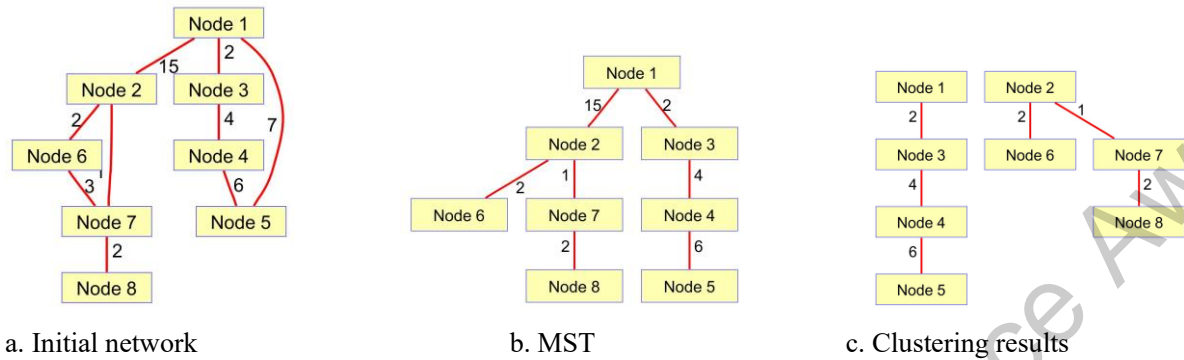 Node 1
15
2
Node 2
Node 3
2
4
7
Node 6
Node 4
3
6
Node 7
Node 5
2
Node 8
a. Initial network
Node 1
15
2
Node 2
Node 3
2
1
4
Node 6
Node 7
Node 4
2
6
Node 8
Node 5
b. MST
Node 1
Node 2
2
2
1
Node 3
Node 6
Node 7
4
2
Node 4
Node 8
6
Node 5
c. Clustering results